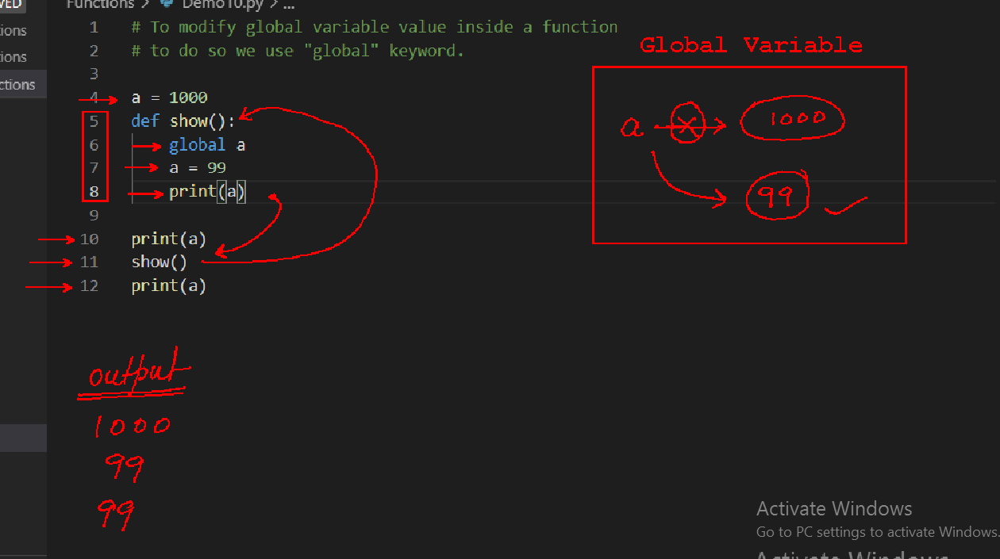 VED
Functions > Demo10.py > ...
ions
ions
ctions
1 # To modify global variable value inside a function
2 # to do so we use "global" keyword.
3
4 a = 1000
5 def show():
6 global a
7 a = 99
8 print(a)
9
10 print(a)
11 show()
12 print(a)
Global Variable
a 1000
99
output
1000
99
99
Activate Windows
Go to PC settings to activate Windows.
Activate Windows